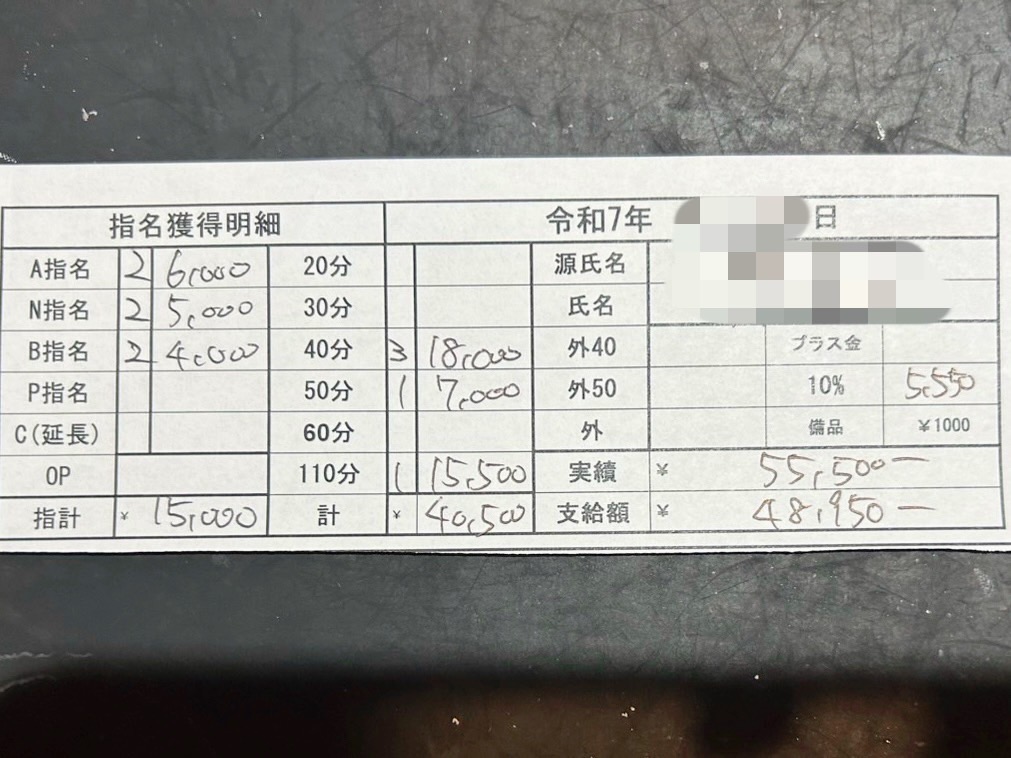 指名獲得明細 令和7年 日
A指名 2 6,000 20分 源氏名
N指名 2 5,000 30分 氏名
B指名 2 4,000 40分 3 18,000 外40 プラス金
P指名 50分 1 7,000 外50 10% 5,550
C(延長) 60分 外 備品 ¥1000
OP 110分 1 15,500 実績 ¥ 55,500ー
指計 ¥ 15,000 計 ¥ 40,500 支給額 ¥ 48,950ー